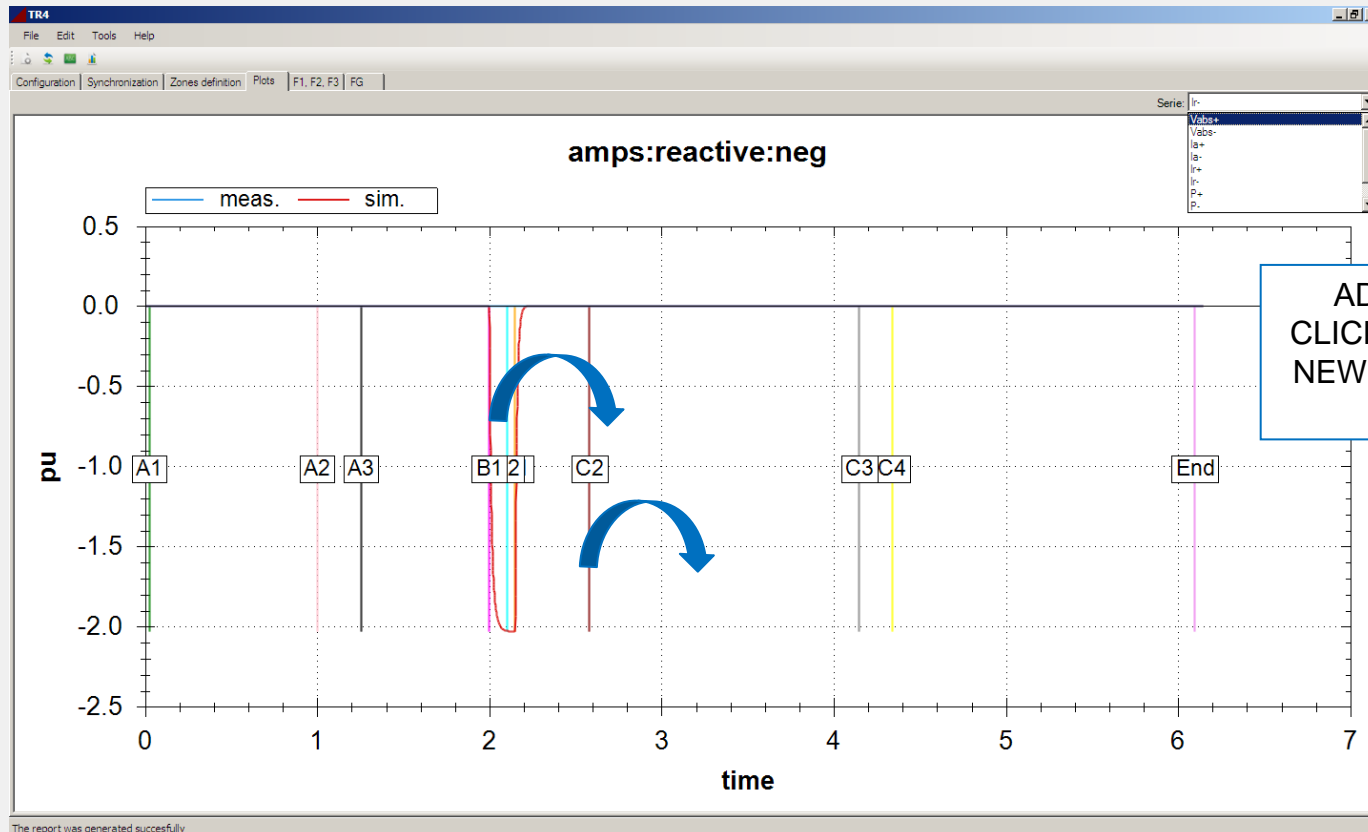 TR4
File Edit Tools Help
Configuration Synchronization Zones definition Plots F1, F2, F3 FG
Serie: Ir-
Vabs+
Vabs-
Ia+
Ia-
Ir+
Ir-
P+
P-
amps:reactive:neg
meas. sim.
0.5
0.0
-0.5
-1.0
-1.5
-2.0
-2.5
pu
A1 A2 A3 B1 2 C2 C3 C4 End
0 1 2 3 4 5 6 7
time
NEW
The report was generated succesfully